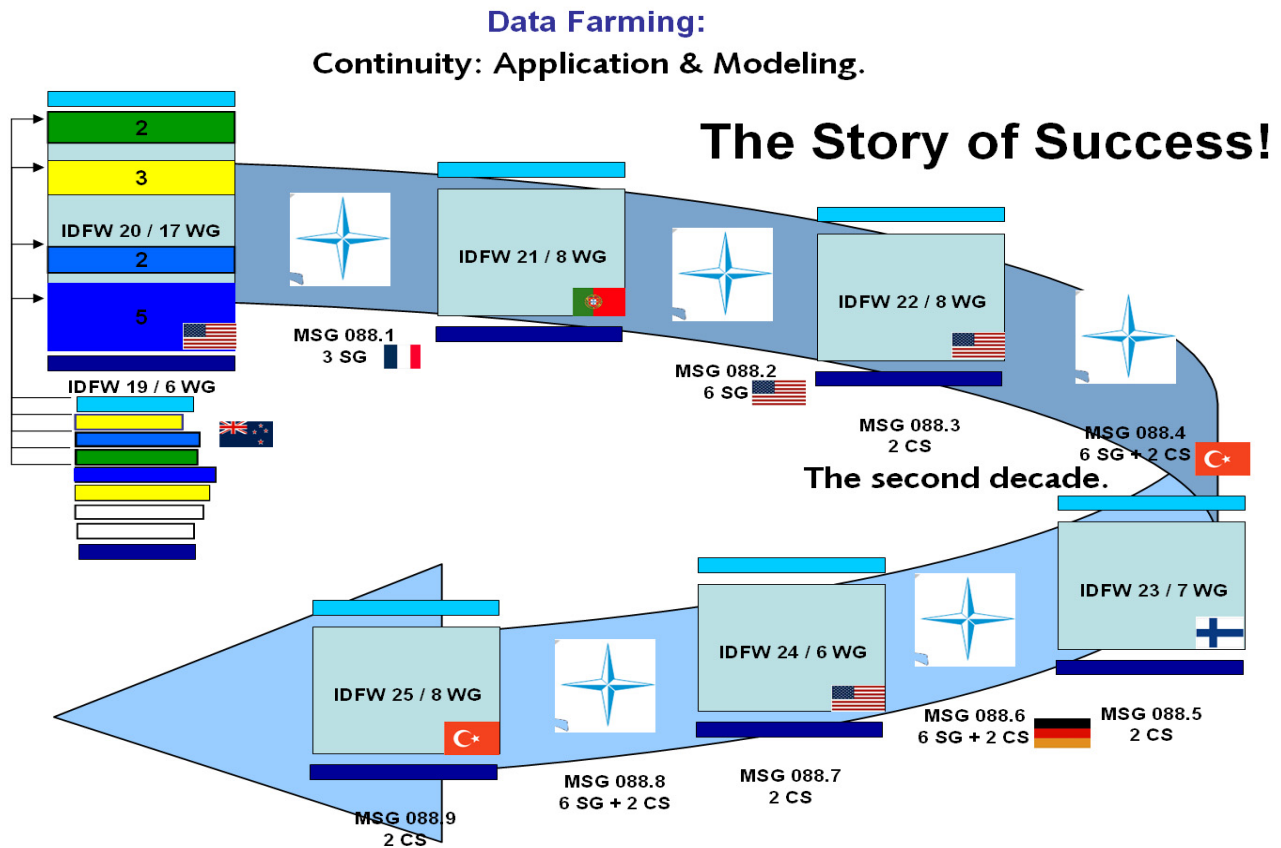 Data Farming:
Continuity: Application & Modeling.
The Story of Success!
2
3
IDFW 20 / 17 WG
2
5
IDFW 19 / 6 WG
MSG 088.1
3 SG
IDFW 21 / 8 WG
MSG 088.2
6 SG
IDFW 22 / 8 WG
MSG 088.3
2 CS
MSG 088.4
6 SG + 2 CS
The second decade.
IDFW 23 / 7 WG
MSG 088.5
2 CS
MSG 088.6
6 SG + 2 CS
IDFW 24 / 6 WG
MSG 088.7
2 CS
MSG 088.8
6 SG + 2 CS
IDFW 25 / 8 WG
MSG 088.9
2 CS